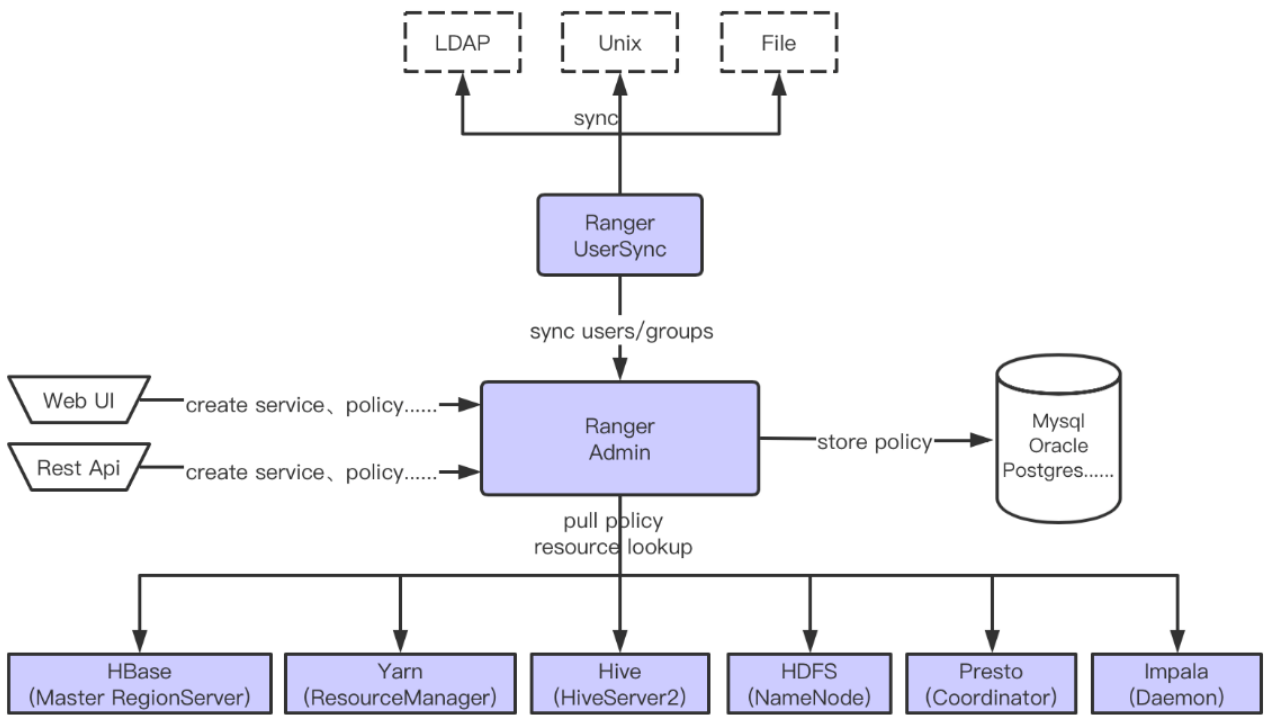 LDAP
Unix
File
sync
Ranger
UserSync
sync users/groups
Web UI
create service、policy......
Rest Api
create service、policy......
Ranger
Admin
store policy
Mysql
Oracle
Postgres......
pull policy
resource lookup
HBase
(Master RegionServer)
Yarn
(ResourceManager)
Hive
(HiveServer2)
HDFS
(NameNode)
Presto
(Coordinator)
Impala
(Daemon)